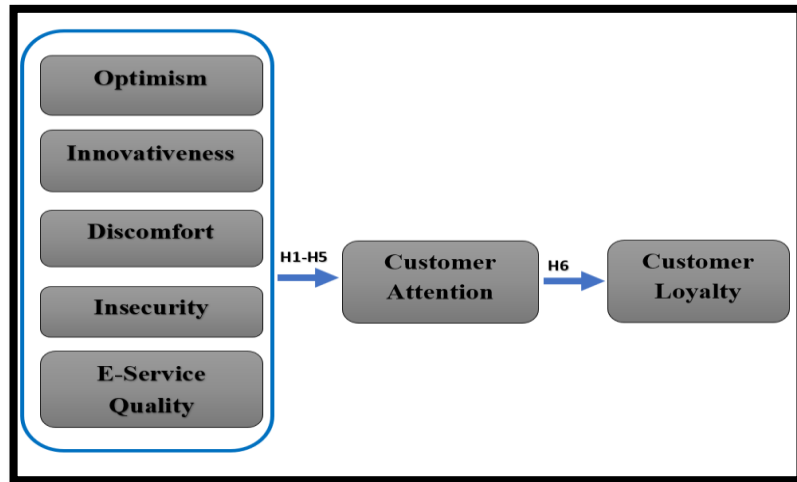 Optimism
Innovativeness
Discomfort
Insecurity
E-Service
Quality
H1-H5
Customer
Attention
H6
Customer
Loyalty